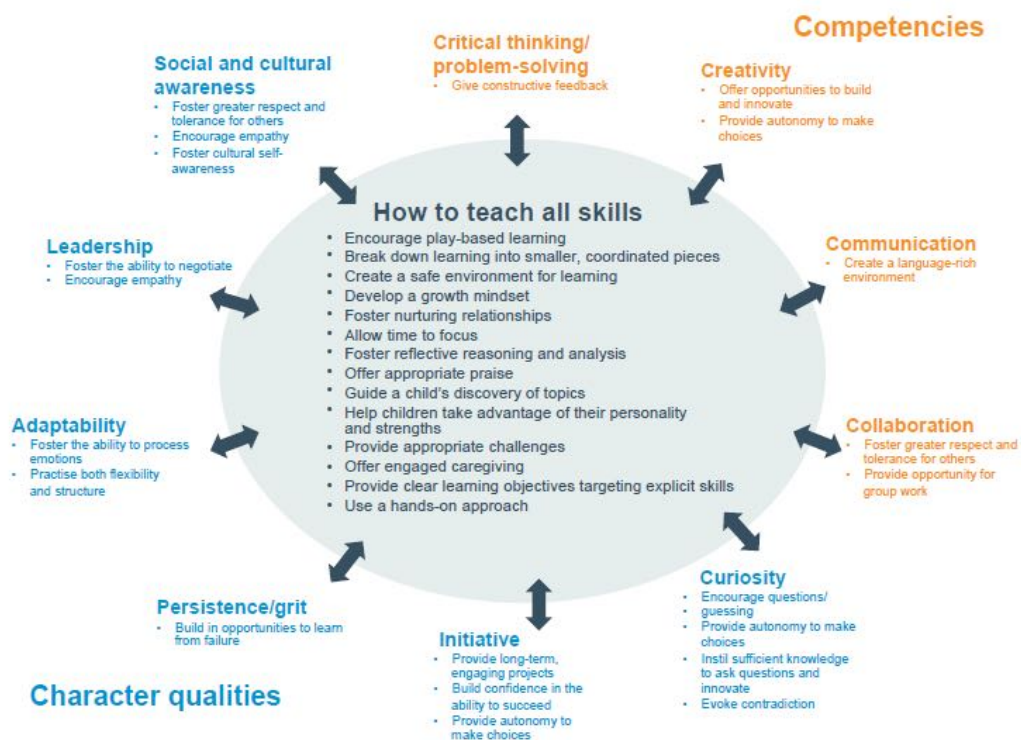 Competencies
Critical thinking/
problem-solving
• Give constructive feedback
Creativity
• Offer opportunities to build
and innovate
• Provide autonomy to make
choices
Communication
• Create a language-rich
environment
Collaboration
• Foster greater respect and
tolerance for others
• Provide opportunity for
group work
Curiosity
• Encourage questions/
• guessing
• Provide autonomy to make
choices
• Instil sufficient knowledge
to ask questions and
innovate
• Evoke contradiction
Initiative
• Provide long-term,
engaging projects
• Build confidence in the
ability to succeed
• Provide autonomy to
make choices
Persistence/grit
• Build in opportunities to learn
from failure
Adaptability
• Foster the ability to process
emotions
• Practise both flexibility
and structure
Leadership
• Foster the ability to negotiate
• Encourage empathy
Social and cultural
awareness
• Foster greater respect and
tolerance for others
• Encourage empathy
• Foster cultural self-
awareness
Character qualities
How to teach all skills
• Encourage play-based learning
• Break down learning into smaller, coordinated pieces
• Create a safe environment for learning
• Develop a growth mindset
• Foster nurturing relationships
• Allow time to focus
• Foster reflective reasoning and analysis
• Offer appropriate praise
• Guide a child's discovery of topics
• Help children take advantage of their personality
and strengths
• Provide appropriate challenges
• Offer engaged caregiving
• Provide clear learning objectives targeting explicit skills
• Use a hands-on approach